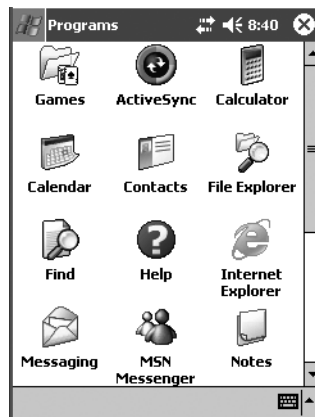 Programs 8:40
Games ActiveSync Calculator
Calendar Contacts File Explorer
Find Help Internet Explorer
Messaging MSN Messenger Notes